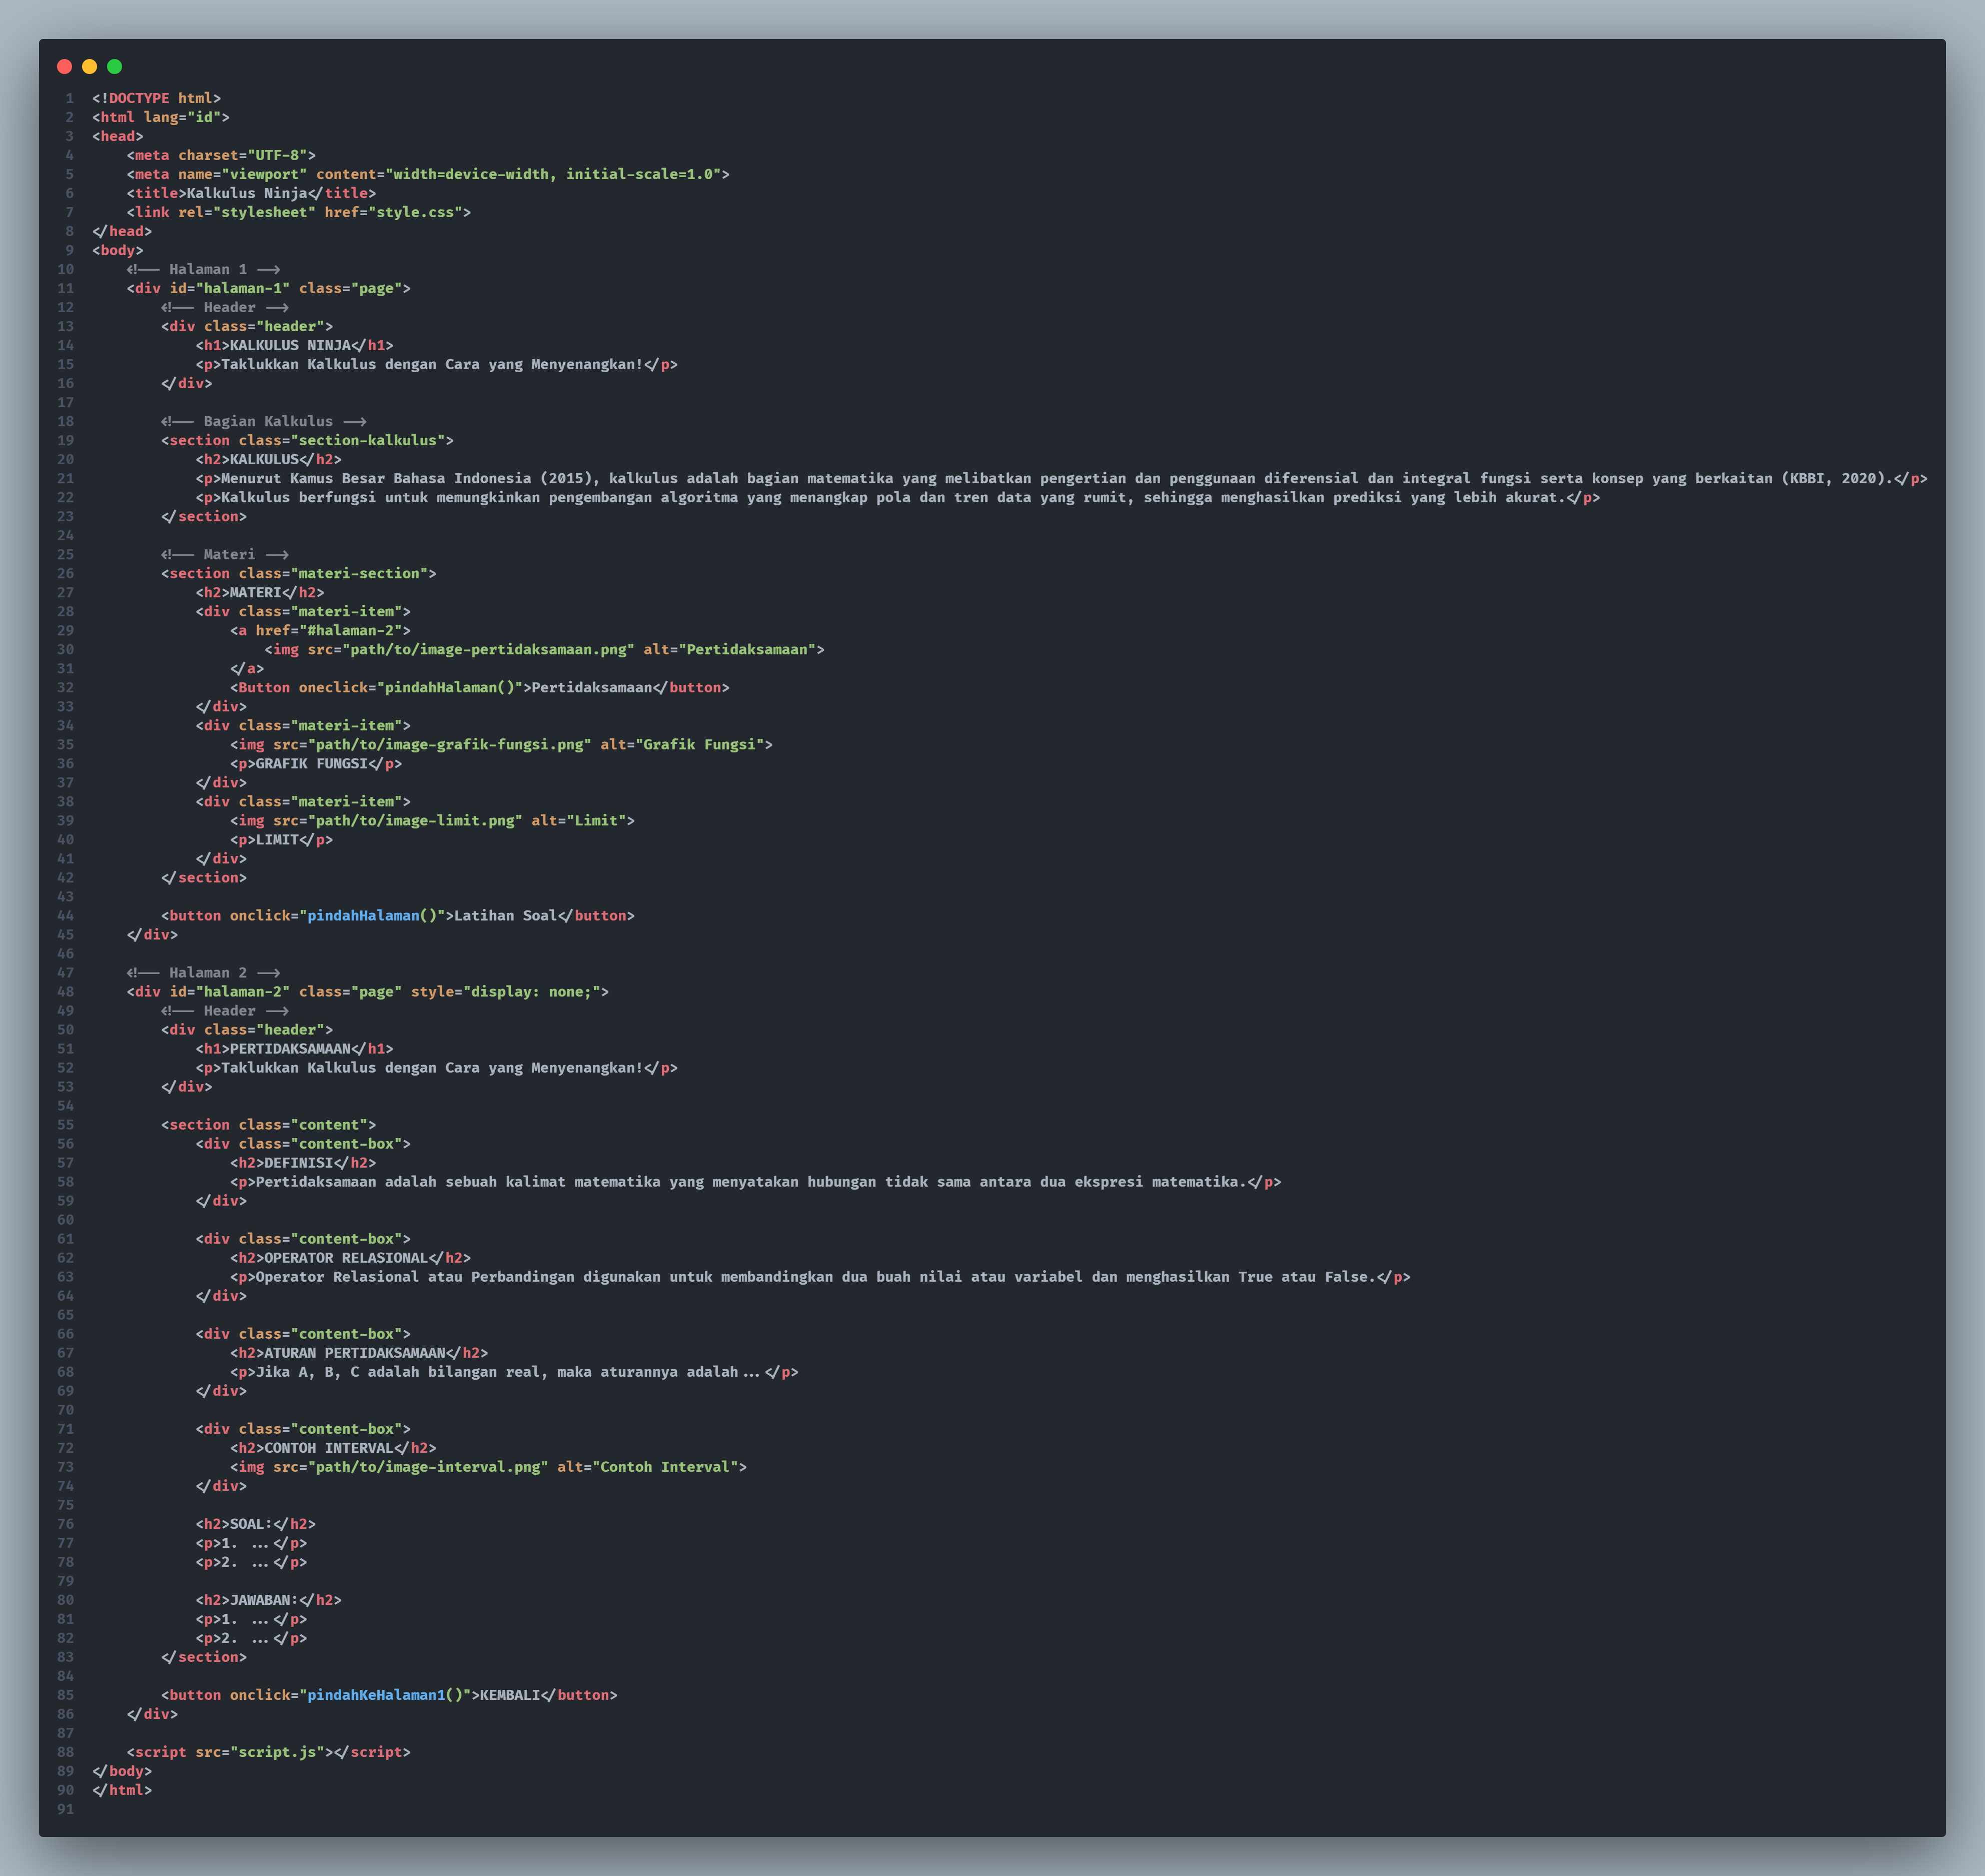 1 <!DOCTYPE html>
2 <html lang="id">
3 <head>
4     <meta charset="UTF-8">
5     <meta name="viewport" content="width=device-width, initial-scale=1.0">
6     <title>Kalkulus Ninja</title>
7     <link rel="stylesheet" href="style.css">
8 </head>
9 <body>
10     <!-- Halaman 1 -->
11     <div id="halaman-1" class="page">
12         <!-- Header -->
13         <div class="header">
14             <h1>KALKULUS NINJA</h1>
15             <p>Taklukkan Kalkulus dengan Cara yang Menyenangkan!</p>
16         </div>
17
18         <!-- Bagian Kalkulus -->
19         <section class="section-kalkulus">
20             <h2>KALKULUS</h2>
21             <p>Menurut Kamus Besar Bahasa Indonesia (2015), kalkulus adalah bagian matematika yang melibatkan pengertian dan penggunaan diferensial dan integral fungsi serta konsep yang berkaitan (KBBI, 2020).</p>
22             <p>Kalkulus berfungsi untuk memungkinkan pengembangan algoritma yang menangkap pola dan tren data yang rumit, sehingga menghasilkan prediksi yang lebih akurat.</p>
23         </section>
24
25         <!-- Materi -->
26         <section class="materi-section">
27             <h2>MATERI</h2>
28             <div class="materi-item">
29                 <a href="#halaman-2">
30                     <img src="path/to/image-pertidaksamaan.png" alt="Pertidaksamaan">
31                 </a>
32                 <Button oneclick="pindahHalaman()">Pertidaksamaan</button>
33             </div>
34             <div class="materi-item">
35                 <img src="path/to/image-grafik-fungsi.png" alt="Grafik Fungsi">
36                 <p>GRAFIK FUNGSI</p>
37             </div>
38             <div class="materi-item">
39                 <img src="path/to/image-limit.png" alt="Limit">
40                 <p>LIMIT</p>
41             </div>
42         </section>
43
44         <button onclick="pindahHalaman()">Latihan Soal</button>
45     </div>
46
47     <!-- Halaman 2 -->
48     <div id="halaman-2" class="page" style="display: none;">
49         <!-- Header -->
50         <div class="header">
51             <h1>PERTIDAKSAMAAN</h1>
52             <p>Taklukkan Kalkulus dengan Cara yang Menyenangkan!</p>
53         </div>
54
55         <section class="content">
56             <div class="content-box">
57                 <h2>DEFINISI</h2>
58                 <p>Pertidaksamaan adalah sebuah kalimat matematika yang menyatakan hubungan tidak sama antara dua ekspresi matematika.</p>
59             </div>
60
61             <div class="content-box">
62                 <h2>OPERATOR RELASIONAL</h2>
63                 <p>Operator Relasional atau Perbandingan digunakan untuk membandingkan dua buah nilai atau variabel dan menghasilkan True atau False.</p>
64             </div>
65
66             <div class="content-box">
67                 <h2>ATURAN PERTIDAKSAMAAN</h2>
68                 <p>Jika A, B, C adalah bilangan real, maka aturannya adalah...</p>
69             </div>
70
71             <div class="content-box">
72                 <h2>CONTOH INTERVAL</h2>
73                 <img src="path/to/image-interval.png" alt="Contoh Interval">
74             </div>
75
76             <h2>SOAL:</h2>
77             <p>1. ...</p>
78             <p>2. ...</p>
79
80             <h2>JAWABAN:</h2>
81             <p>1. ...</p>
82             <p>2. ...</p>
83         </section>
84
85         <button onclick="pindahKeHalaman1()">KEMBALI</button>
86     </div>
87
88     <script src="script.js"></script>
89 </body>
90 </html>
91